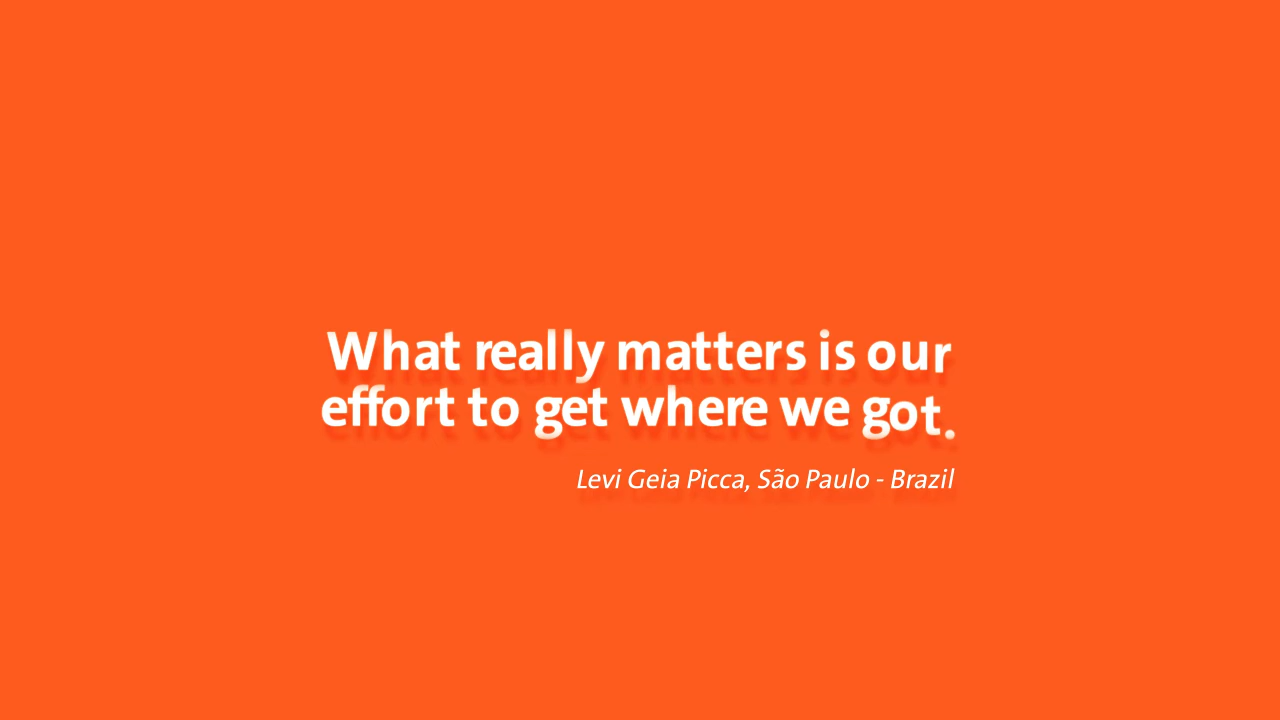 What really matters is our
effort to get where we got.
Levi Geia Picca, São Paulo - Brazil